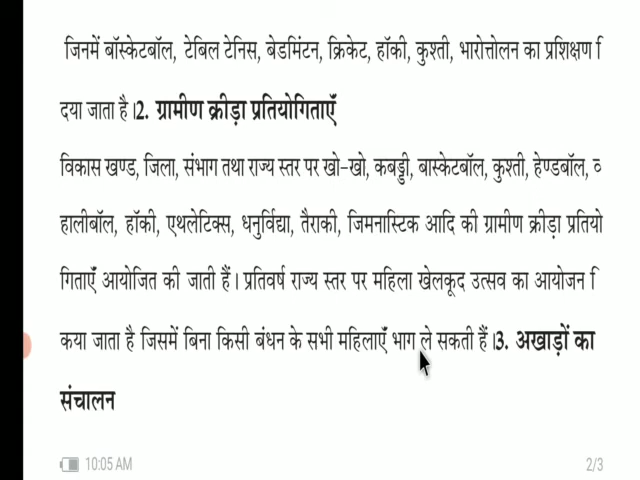 जिनमें बॉस्केटबॉल, टेबिल टेनिस, बेडमिंटन, क्रिकेट, हॉकी, कुश्ती, भारोत्तोलन का प्रशिक्षण ि
दया जाता है।2. ग्रामीण क्रीड़ा प्रतियोगिताएँ
विकास खण्ड, जिला, संभाग तथा राज्य स्तर पर खो-खो, कबड्डी, बास्केटबॉल, कुश्ती, हेण्डबॉल, व्
हालीबॉल, हॉकी, एथलेटिक्स, धनुर्विद्या, तैराकी, जिमनास्टिक आदि की ग्रामीण क्रीड़ा प्रतियो
गिताएँ आयोजित की जाती हैं। प्रतिवर्ष राज्य स्तर पर महिला खेलकूद उत्सव का आयोजन ि
कया जाता है जिसमें बिना किसी बंधन के सभी महिलाएँ भाग ले सकती हैं।3. अखाड़ों का
संचालन
10:05 AM 2/3